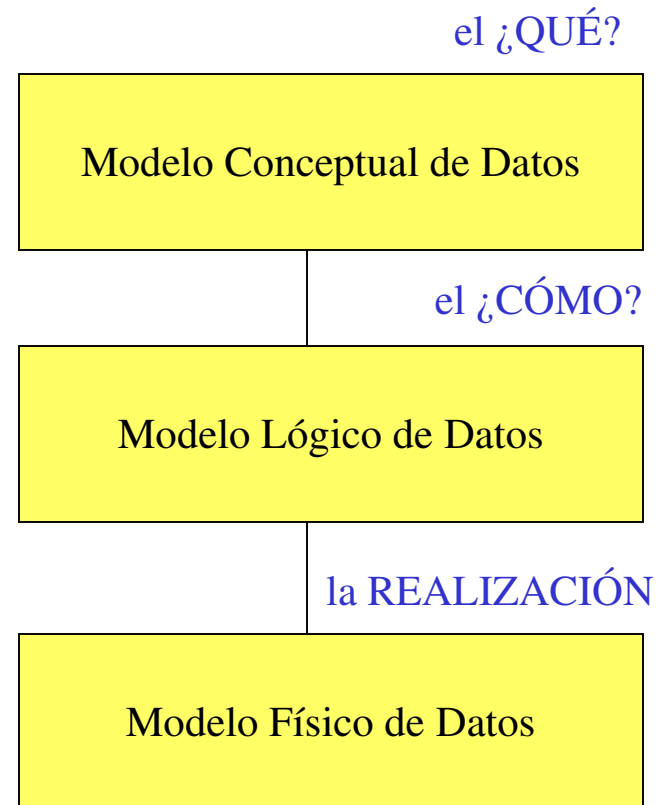 el ¿QUÉ?
Modelo Conceptual de Datos
el ¿CÓMO?
Modelo Lógico de Datos
la REALIZACIÓN
Modelo Físico de Datos